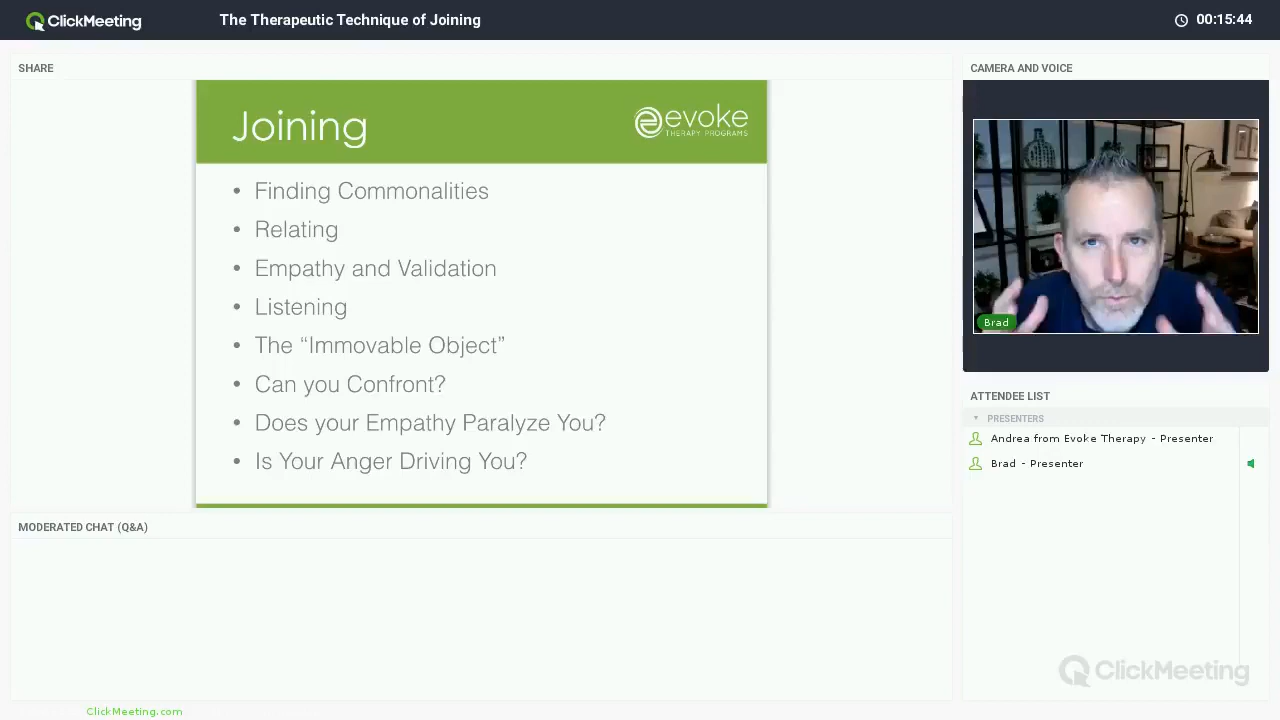 ClickMeeting
The Therapeutic Technique of Joining
00:15:44
SHARE
Joining
evoke
THERAPY PROGRAMS
• Finding Commonalities
• Relating
• Empathy and Validation
• Listening
• The “Immovable Object”
• Can you Confront?
• Does your Empathy Paralyze You?
• Is Your Anger Driving You?
MODERATED CHAT (Q&A)
CAMERA AND VOICE
Brad
ATTENDEE LIST
PRESENTERS
Andrea from Evoke Therapy - Presenter
Brad - Presenter
ClickMeeting
ClickMeeting.com